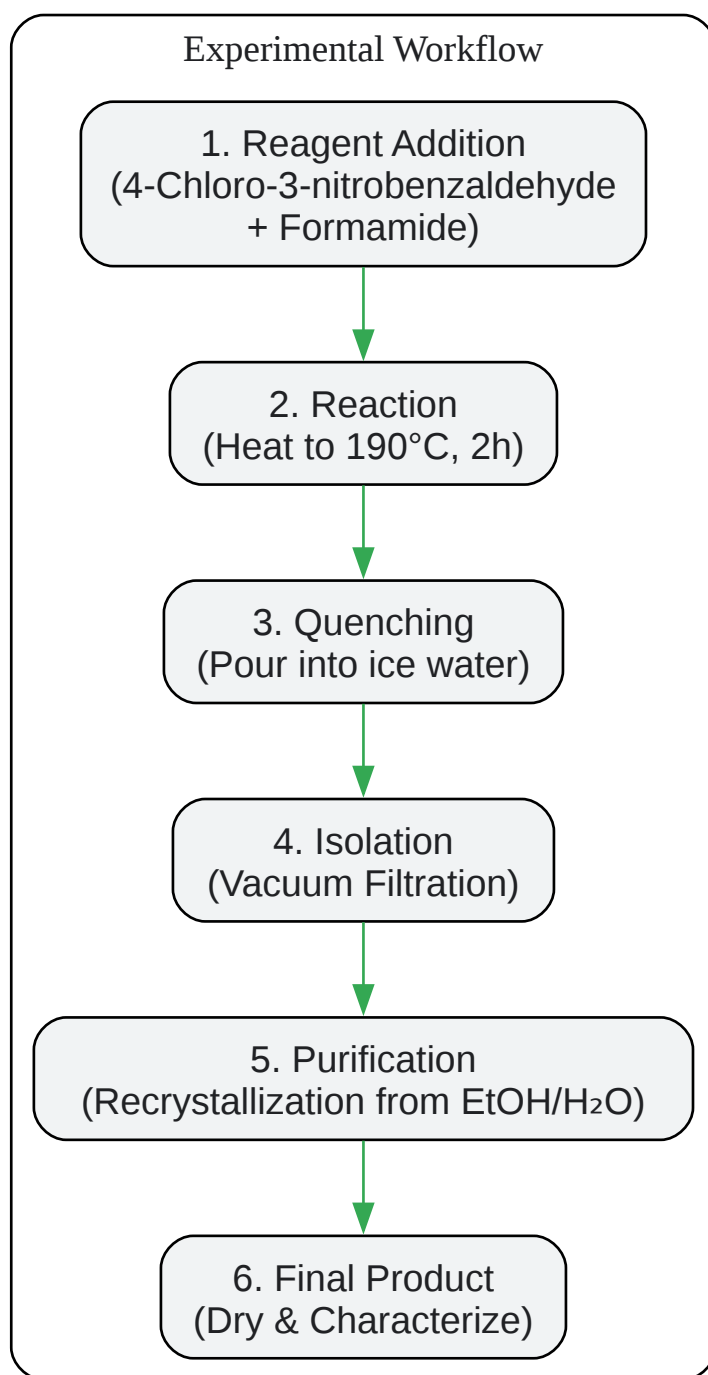 Experimental Workflow
1. Reagent Addition
(4-Chloro-3-nitrobenzaldehyde
+ Formamide)
2. Reaction
(Heat to 190°C, 2h)
3. Quenching
(Pour into ice water)
4. Isolation
(Vacuum Filtration)
5. Purification
(Recrystallization from EtOH/H₂O)
6. Final Product
(Dry & Characterize)